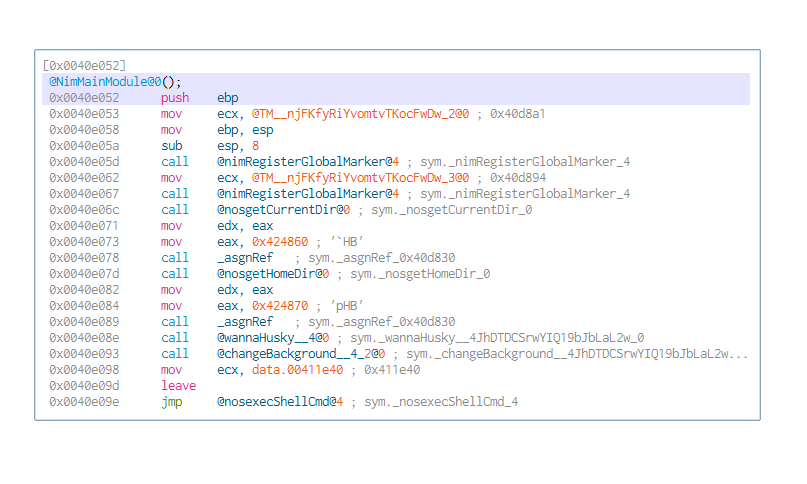 [0x0040e052]
@NimMainModule@0();
0x0040e052 push ebp
0x0040e053 mov ecx, @TM__njFKfyRiYvomtvTKocFwDw_2@0 ; 0x40d8a1
0x0040e058 mov ebp, esp
0x0040e05a sub esp, 8
0x0040e05d call @nimRegisterGlobalMarker@4 ; sym._nimRegisterGlobalMarker_4
0x0040e062 mov ecx, @TM__njFKfyRiYvomtvTKocFwDw_3@0 ; 0x40d894
0x0040e067 call @nimRegisterGlobalMarker@4 ; sym._nimRegisterGlobalMarker_4
0x0040e06c call @nosgetCurrentDir@0 ; sym._nosgetCurrentDir_0
0x0040e071 mov edx, eax
0x0040e073 mov eax, 0x424860 ; '`HB'
0x0040e078 call _asgnRef ; sym._asgnRef_0x40d830
0x0040e07d call @nosgetHomeDir@0 ; sym._nosgetHomeDir_0
0x0040e082 mov edx, eax
0x0040e084 mov eax, 0x424870 ; 'pHB'
0x0040e089 call _asgnRef ; sym._asgnRef_0x40d830
0x0040e08e call @wannaHusky__4@0 ; sym._wannaHusky__4JhDTDCSrwYIQ19bJbLaL2w_0
0x0040e093 call @changeBackground__4_2@0 ; sym._changeBackground__4JhDTDCSrwYIQ19bJbLaL2w...
0x0040e098 mov ecx, data.00411e40 ; 0x411e40
0x0040e09d leave
0x0040e09e jmp @nosexecShellCmd@4 ; sym._nosexecShellCmd_4